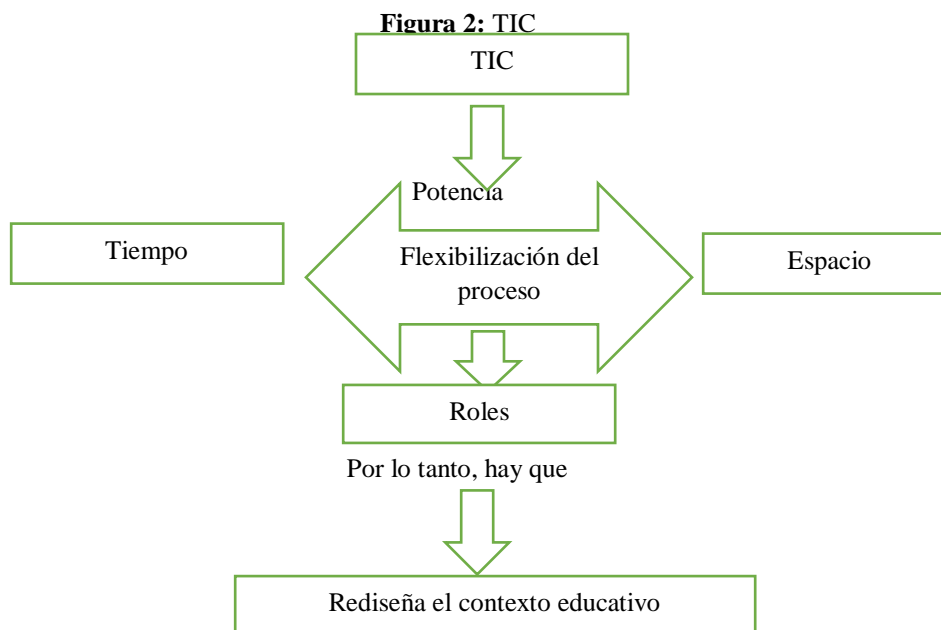 Figura 2: TIC
TIC
Potencia
Tiempo
Flexibilización del
proceso
Espacio
Roles
Por lo tanto, hay que
Rediseña el contexto educativo